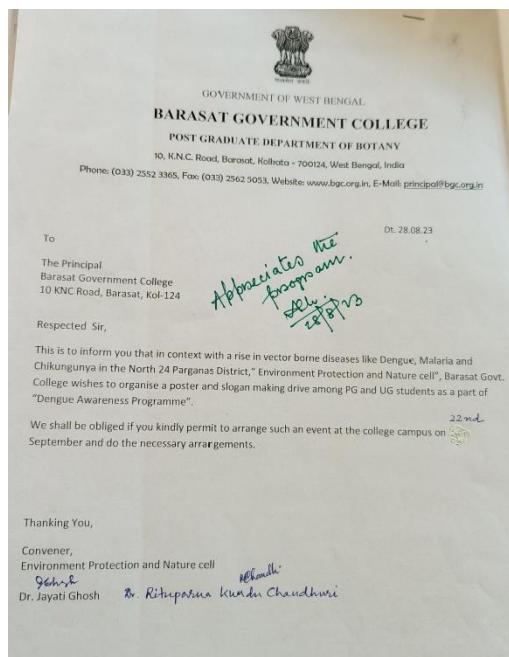 GOVERNMENT OF WEST BENGAL
BARASAT GOVERNMENT COLLEGE
POST GRADUATE DEPARTMENT OF BOTANY
10, K.N.C. Road, Barasat, Kolkata - 700124, West Bengal, India
Phone: (033) 2552 3365, Fax: (033) 2562 5053, Website: www.bgc.org.in, E-Mail: principal@bgc.org.in
Dt. 28.08.23
To
The Principal
Barasat Government College
10 KNC Road, Barasat, Kol-124
Appreciates the
program.
28/8/23
Respected Sir,
This is to inform you that in context with a rise in vector borne diseases like Dengue, Malaria and
Chikungunya in the North 24 Parganas District," Environment Protection and Nature cell", Barasat Govt.
College wishes to organise a poster and slogan making drive among PG and UG students as a part of
"Dengue Awareness Programme".
22nd
We shall be obliged if you kindly permit to arrange such an event at the college campus on
September and do the necessary arrargements.
Thanking You,
Convener,
Environment Protection and Nature cell
Dr. Jayati Ghosh Dr. Rituparna Kundu Chaudhuri